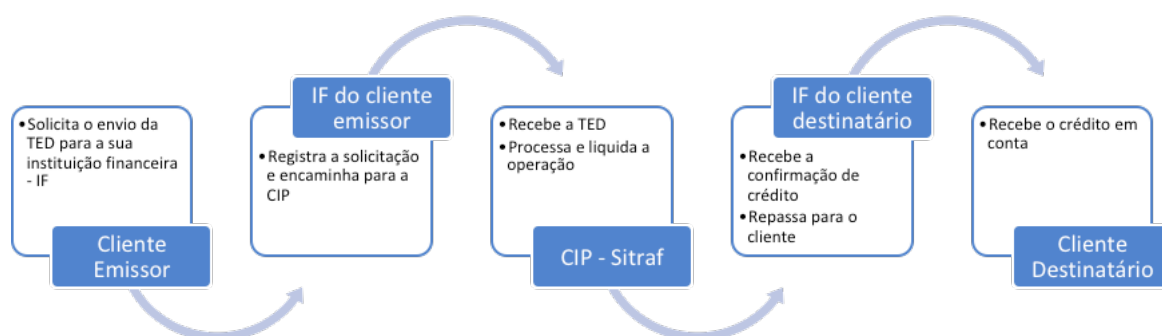 •Solicita o envio da
TED para a sua
instituição financeira
- IF
Cliente
Emissor
IF do cliente
emissor
•Registra a solicitação
e encaminha para a
CIP
•Recebe a TED
•Processa e liquida a
operação
CIP - Sitraf
IF do cliente
destinatário
•Recebe a
confirmação de
crédito
•Repassa para o
cliente
•Recebe o crédito em
conta
Cliente
Destinatário